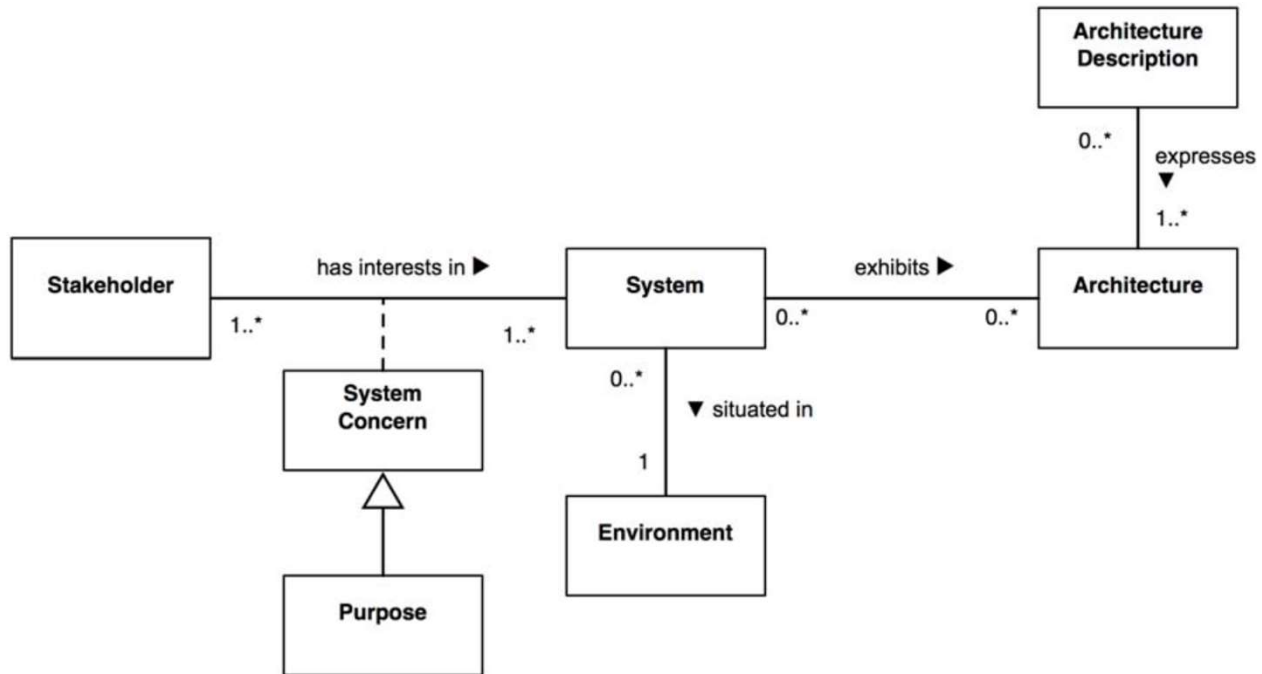 Architecture
Description
0..*
expresses
▼
1..*
Stakeholder
has interests in ▶
System
exhibits ▶
Architecture
1..*
1..*
0..*
0..*
System
Concern
0..*
▼ situated in
1
Environment
Purpose